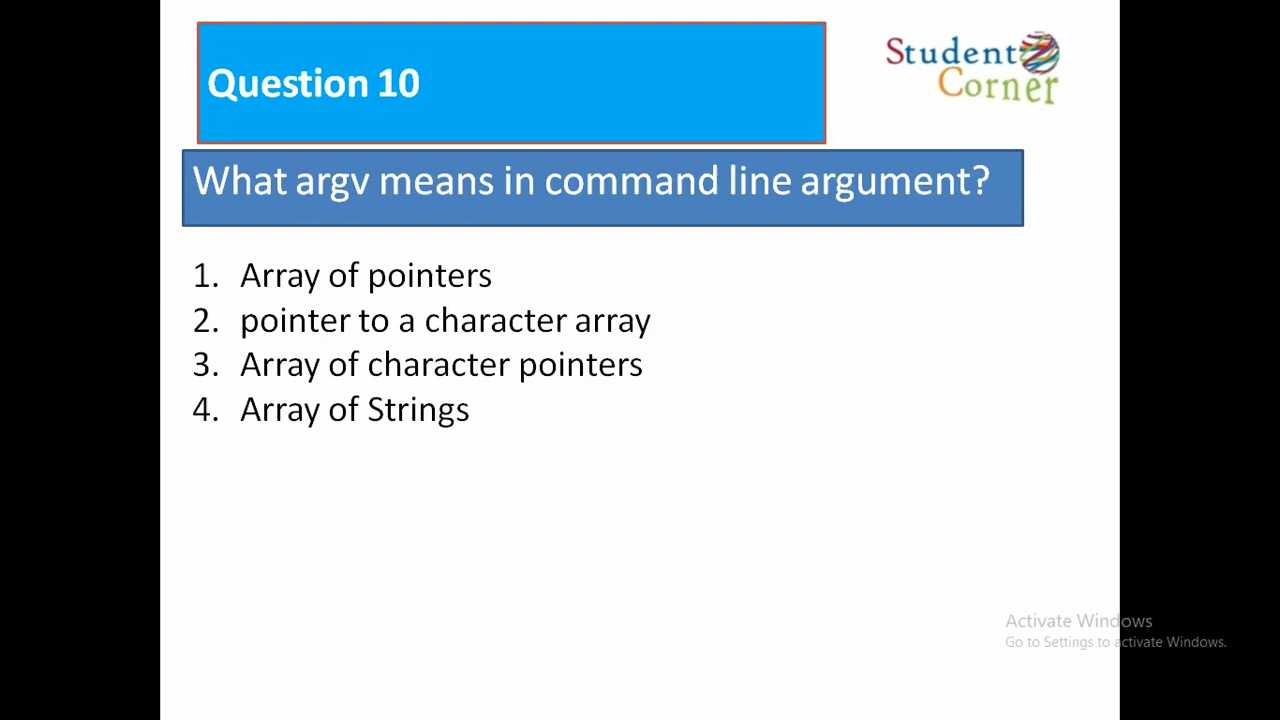 Question 10
Student
Corner
What argv means in command line argument?
1. Array of pointers
2. pointer to a character array
3. Array of character pointers
4. Array of Strings
Activate Windows
Go to Settings to activate Windows.